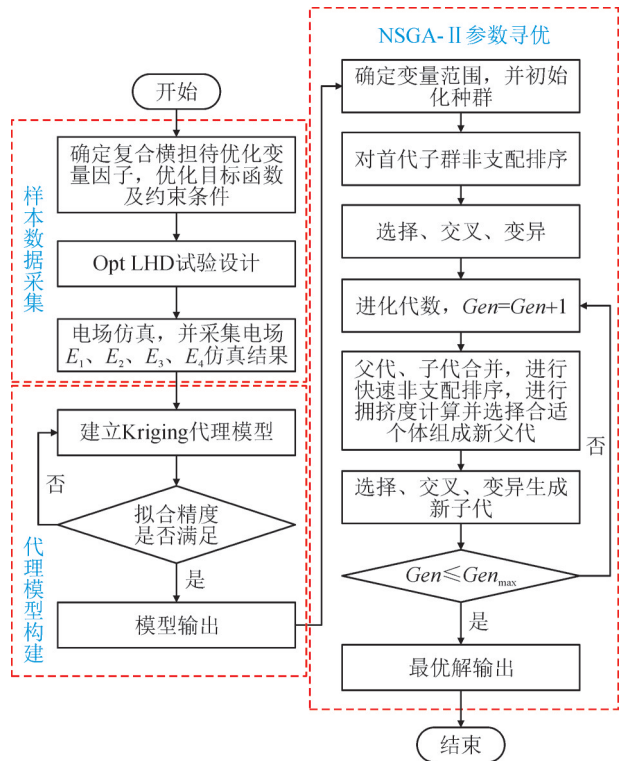 开始
样本数据采集
确定复合横担待优化变
量因子，优化目标函数
及约束条件
Opt LHD试验设计
电场仿真，并采集电场
E₁、E₂、E₃、E₄仿真结果
代理模型构建
建立Kriging代理模型
否
拟合精度
是否满足
是
模型输出
NSGA-Ⅱ参数寻优
确定变量范围，并初始
化种群
对首代子群非支配排序
选择、交叉、变异
进化代数，Gen=Gen+1
父代、子代合并，进行
快速非支配排序，进行
拥挤度计算并选择合适
个体组成新父代
否
选择、交叉、变异生成
新子代
Gen≤Genmax
是
最优解输出
结束